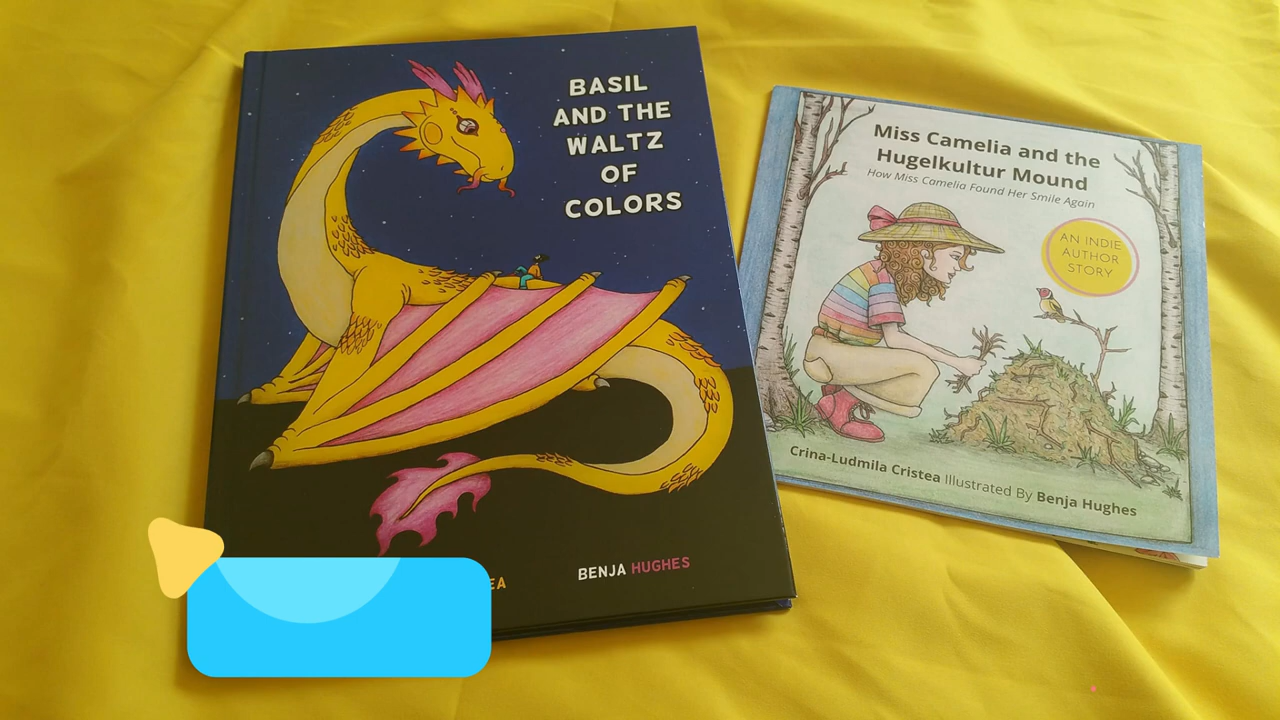 BASIL
AND THE
WALTZ
OF
COLORS
BENJA HUGHES
Miss Camelia and the
Hugelkultur Mound
How Miss Camelia Found Her Smile Again
AN INDIE
AUTHOR
STORY
Crina-Ludmila Cristea Illustrated By Benja Hughes